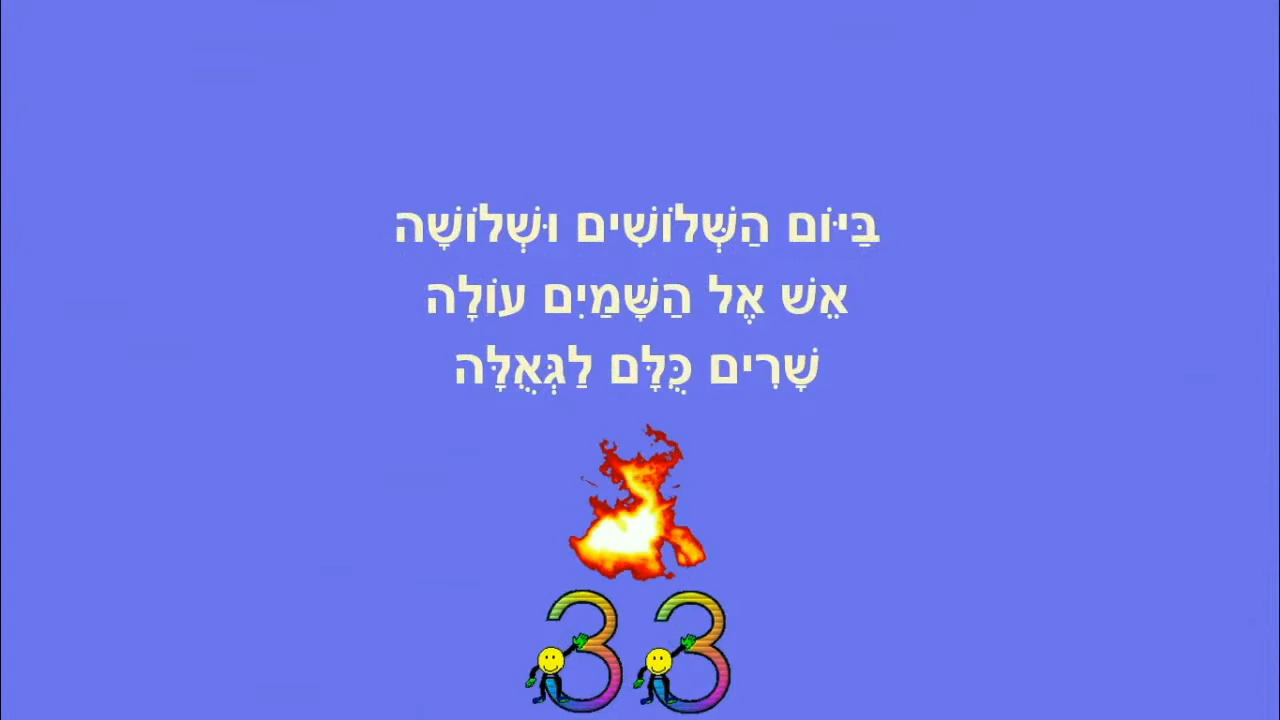 בַּיּוֹם הַשְּׁלוֹשִׁים וּשְׁלוֹשָׁה
אֵשׁ אֶל הַשָּׁמַיִם עוֹלָה
שָׁרִים כֻּלָּם לַגְּאֻלָּה
33